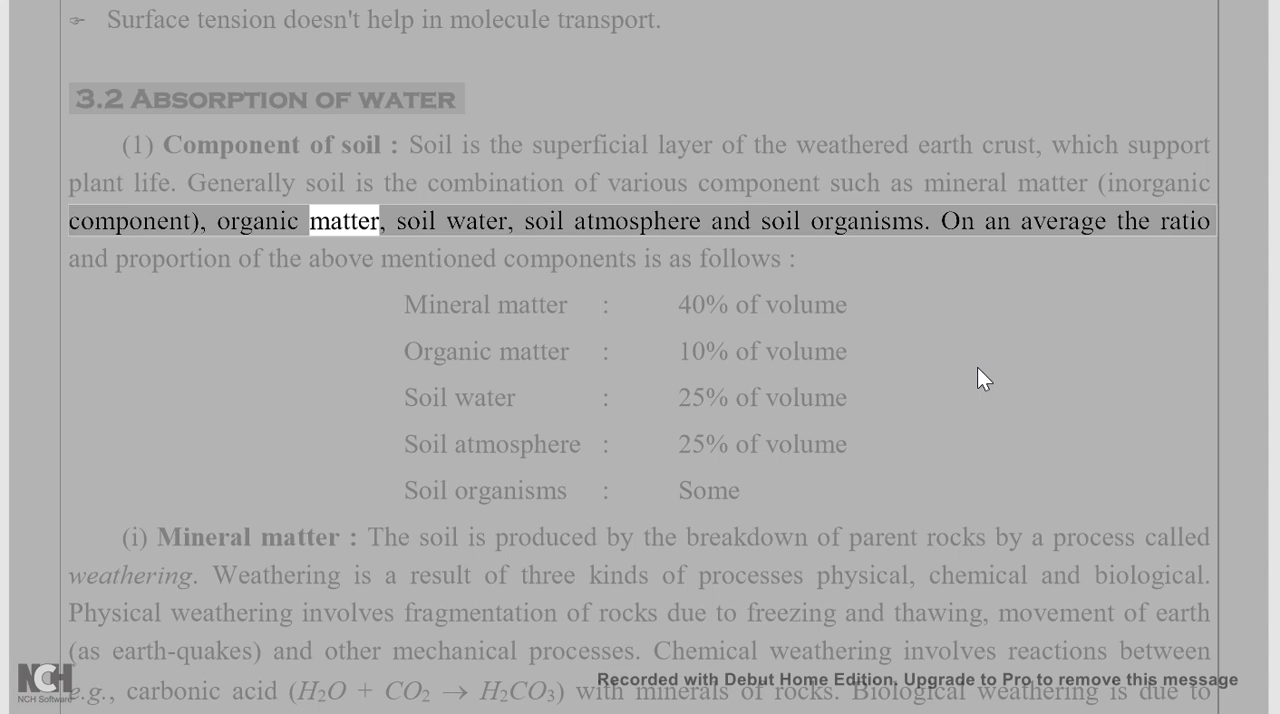 ☞ Surface tension doesn't help in molecule transport.
3.2 ABSORPTION OF WATER
(1) Component of soil : Soil is the superficial layer of the weathered earth crust, which support
plant life. Generally soil is the combination of various component such as mineral matter (inorganic
component), organic matter, soil water, soil atmosphere and soil organisms. On an average the ratio
and proportion of the above mentioned components is as follows :
Mineral matter : 40% of volume
Organic matter : 10% of volume
Soil water : 25% of volume
Soil atmosphere : 25% of volume
Soil organisms : Some
(i) Mineral matter : The soil is produced by the breakdown of parent rocks by a process called
weathering. Weathering is a result of three kinds of processes physical, chemical and biological.
Physical weathering involves fragmentation of rocks due to freezing and thawing, movement of earth
(as earth-quakes) and other mechanical processes. Chemical weathering involves reactions between
e.g., carbonic acid (H₂O + CO₂ → H₂CO₃) with minerals of rocks. Biological weathering is due to
NCH
NCH Software
Recorded with Debut Home Edition. Upgrade to Pro to remove this message